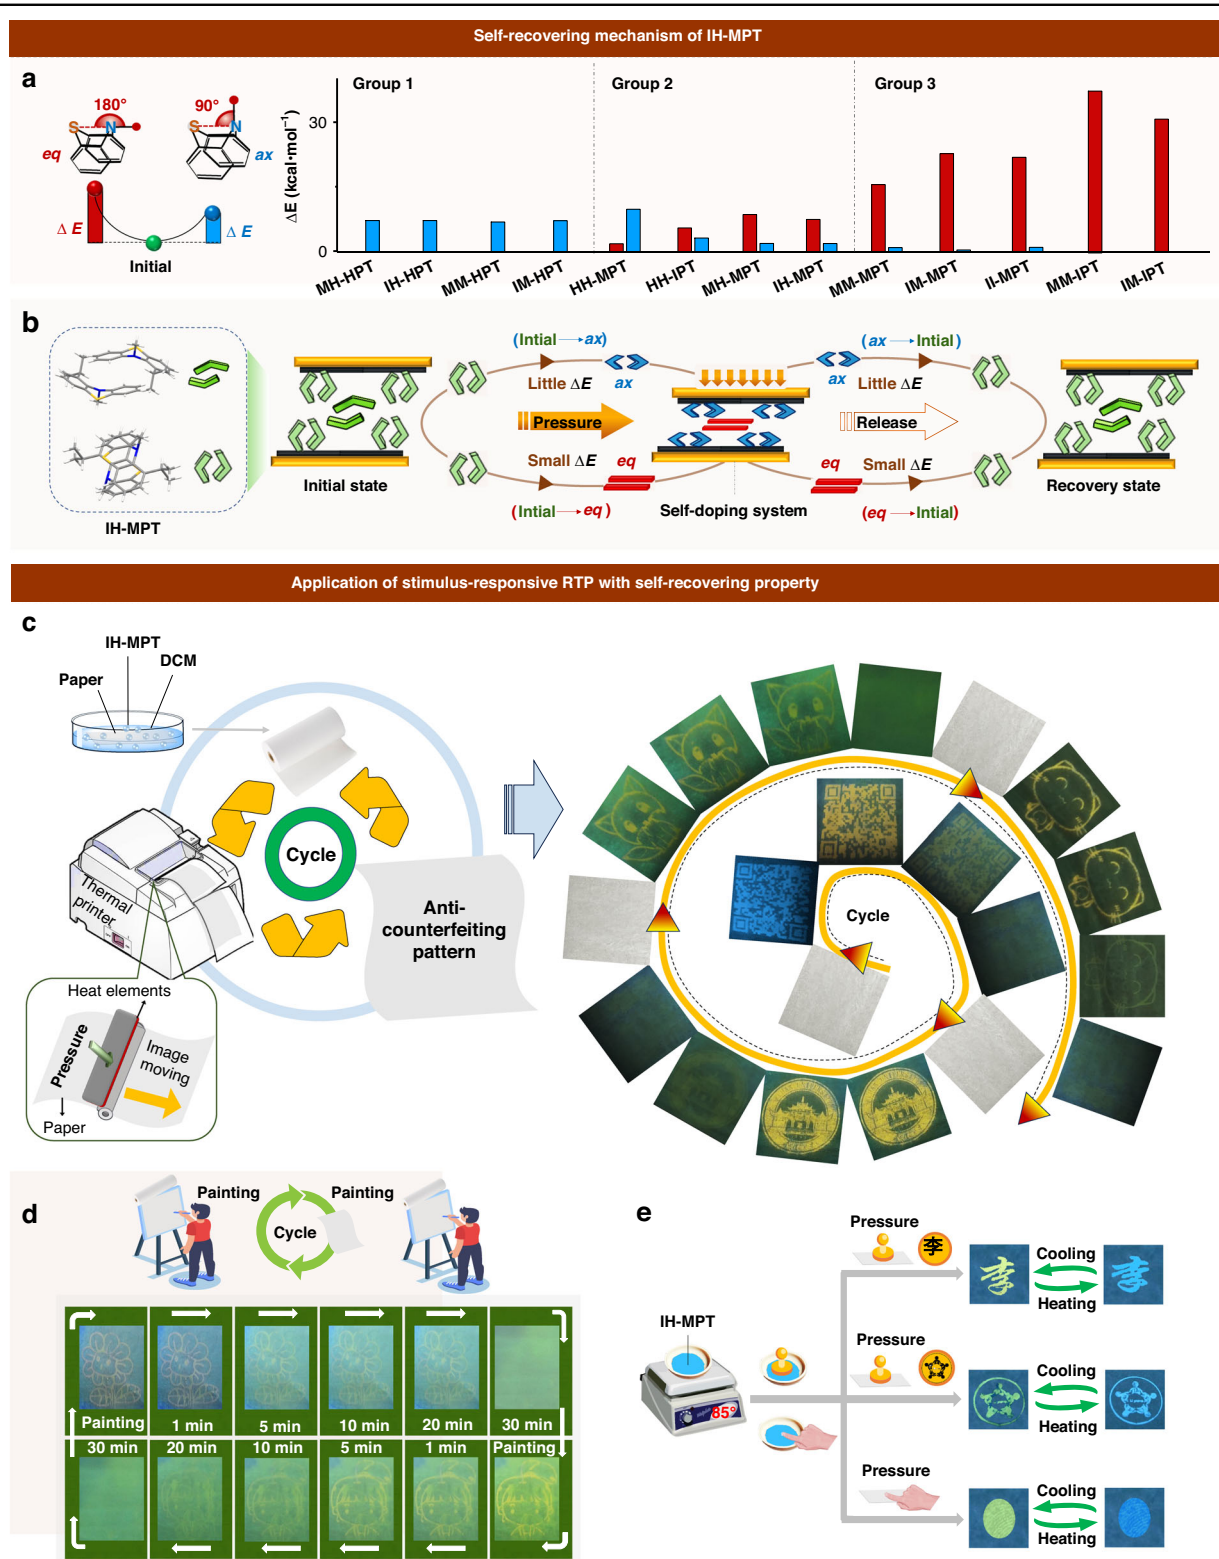 Self-recovering mechanism of IH-MPT
a
180°
S
N
eq
90°
S
N
ax
Δ E
Δ E
Initial
ΔE (kcal·mol⁻¹)
30
0
Group 1
Group 2
Group 3
MH-HPT
IH-HPT
MM-HPT
IM-HPT
HH-MPT
HH-IPT
MH-MPT
IH-MPT
MM-MPT
IM-MPT
II-MPT
MM-IPT
IM-IPT
b
IH-MPT
Initial state
(Intial → ax)
Little ΔE
ax
Pressure
Small ΔE
eq
(Intial → eq )
Self-doping system
(ax → Intial )
ax
Little ΔE
Release
eq
Small ΔE
(eq → Intial)
Recovery state
Application of stimulus-responsive RTP with self-recovering property
c
IH-MPT
DCM
Paper
Cycle
Thermal
printer
Anti-
counterfeiting
pattern
Heat elements
Pressure
Image
moving
Paper
Cycle
d
Painting
Painting
Cycle
Painting
1 min
5 min
10 min
20 min
30 min
30 min
20 min
10 min
5 min
1 min
Painting
e
IH-MPT
85°
Pressure
李
李
Cooling
Heating
李
Pressure
Cooling
Heating
Pressure
Cooling
Heating